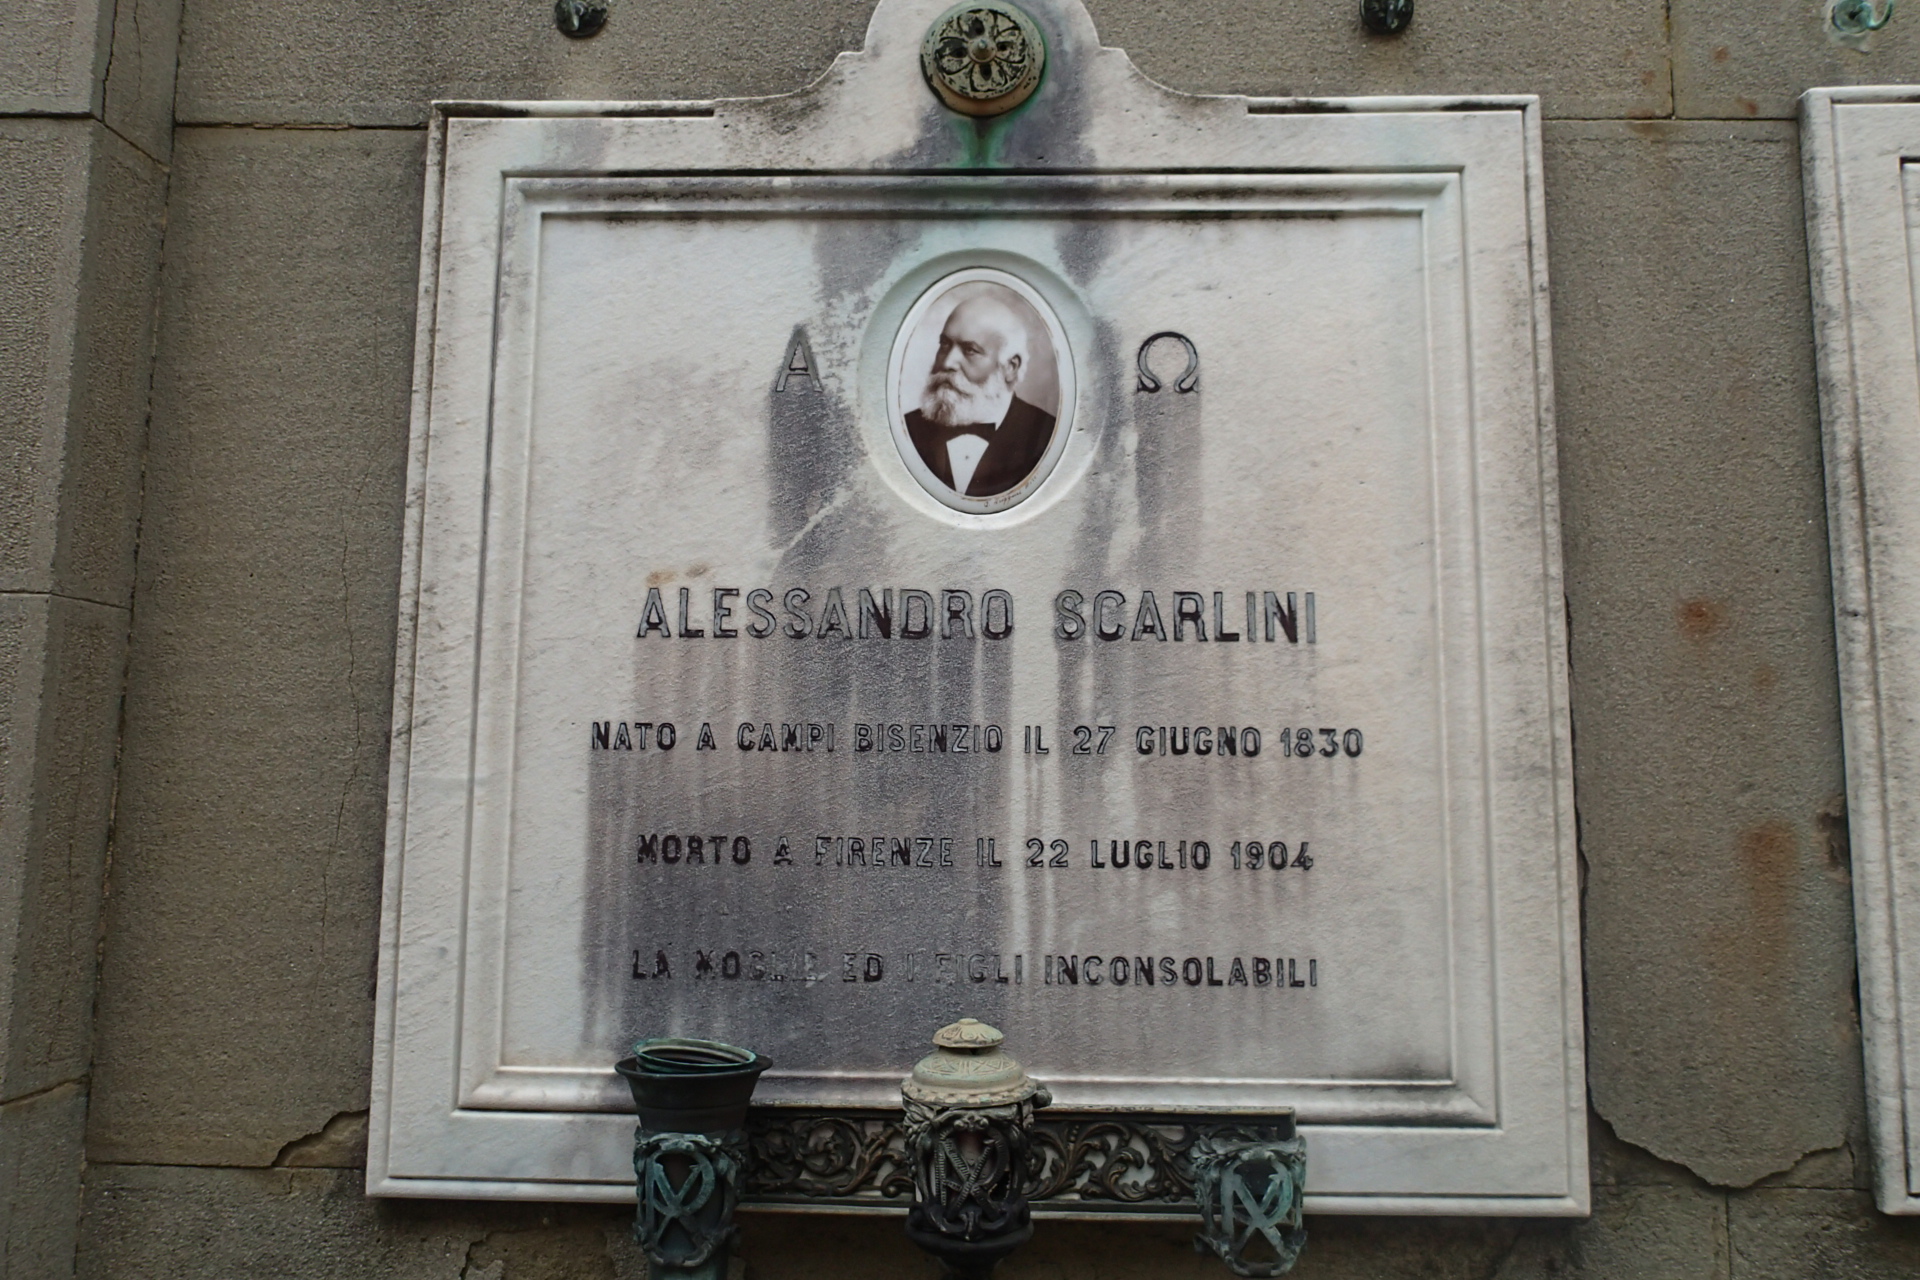 Α Ω
ALESSANDRO SCARLINI
NATO A CAMPI BISENZIO IL 27 GIUGNO 1830
MORTO A FIRENZE IL 22 LUGLIO 1904
LA MOGLIE ED I FIGLI INCONSOLABILI